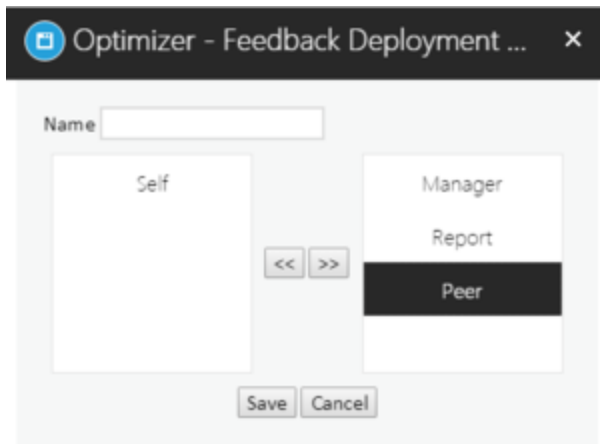 Optimizer - Feedback Deployment ... ×
Name
Self
Manager
Report
<< >>
Peer
Save Cancel